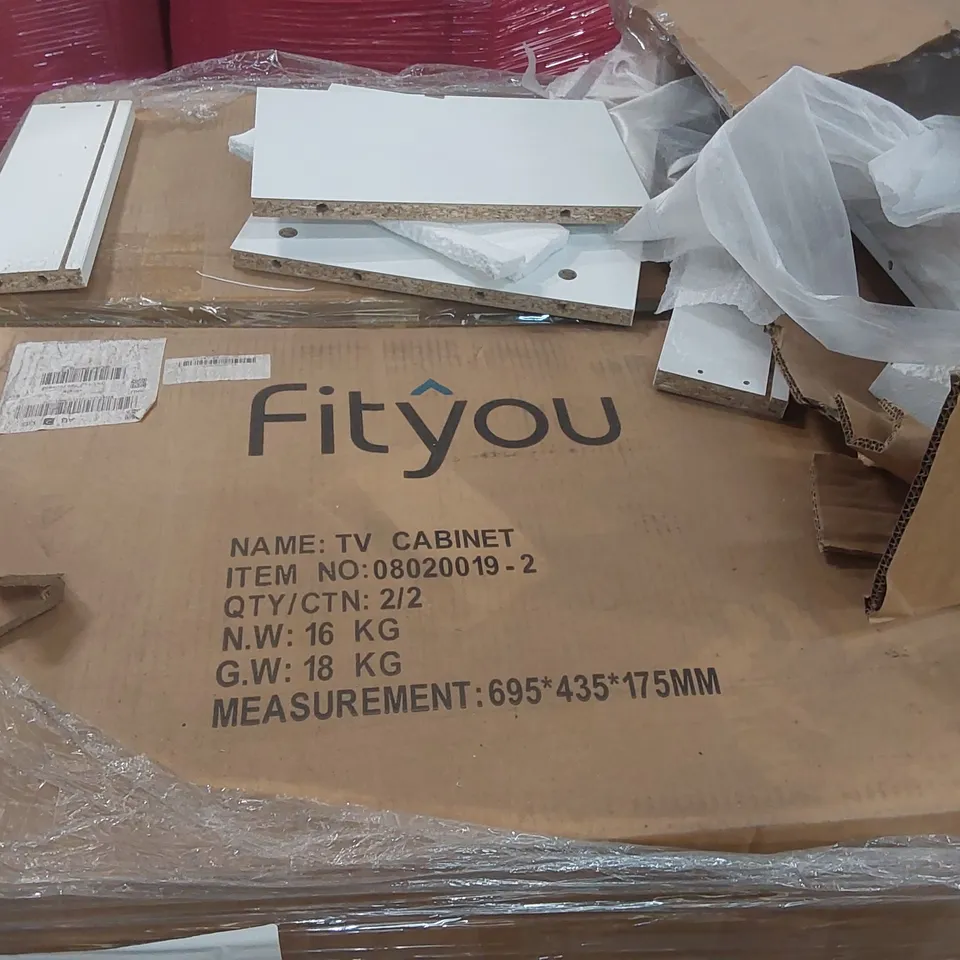 Fityou
NAME: TV CABINET
ITEM NO:08020019-2
QTY/CTN: 2/2
N.W: 16 KG
G.W: 18 KG
MEASUREMENT:695*435*175MM